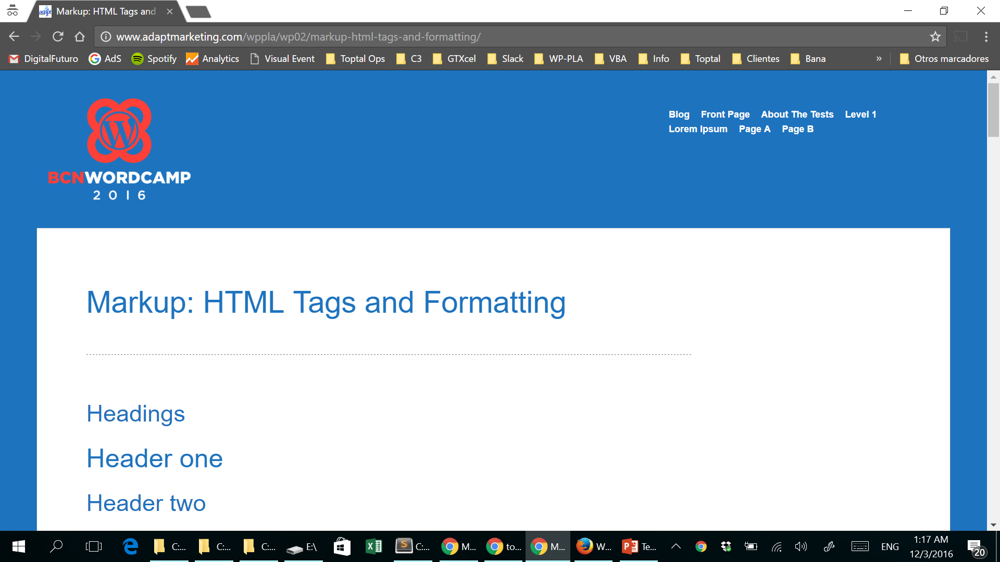 Markup: HTML Tags and
www.adaptmarketing.com/wppla/wp02/markup-html-tags-and-formatting/
DigitalFuturo AdS Spotify Analytics Visual Event Toptal Ops C3 GTXcel Slack WP-PLA VBA Info Toptal Clientes Bana » Otros marcadores
BCNWORDCAMP
2016
Blog Front Page About The Tests Level 1
Lorem Ipsum Page A Page B
Markup: HTML Tags and Formatting
Headings
Header one
Header two
C:... C:... C:... E:\ C:... M... to... M... W... Te... ENG
1:17 AM
12/3/2016
20